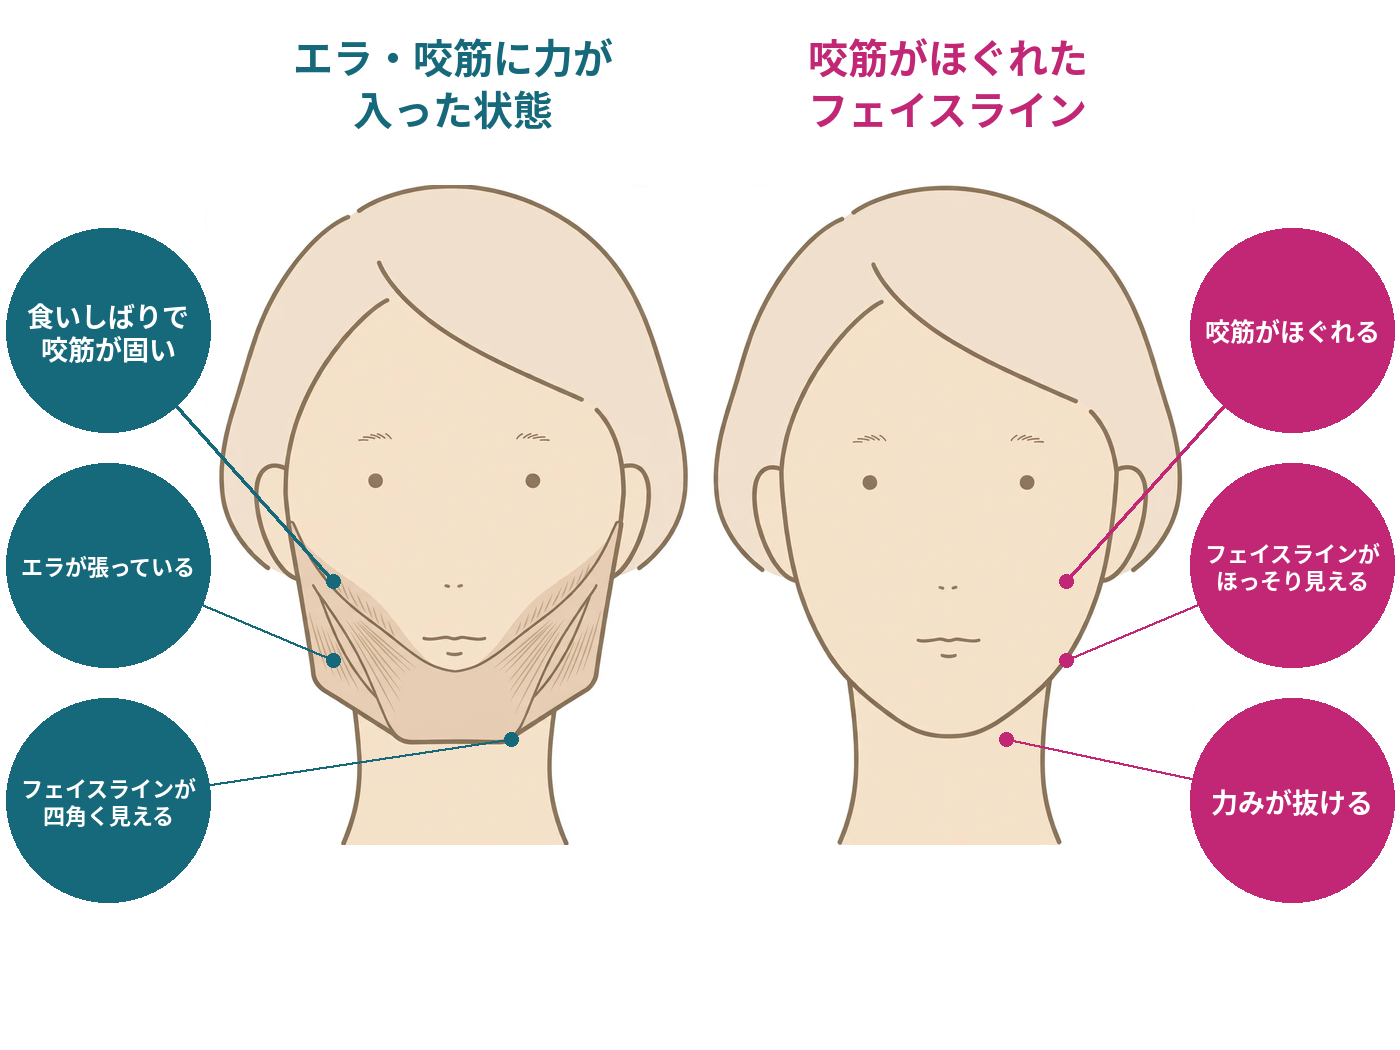 エラ・咬筋に力が
入った状態
咬筋がほぐれた
フェイスライン
食いしばりで
咬筋が固い
エラが張っている
フェイスラインが
四角く見える
咬筋がほぐれる
フェイスラインが
ほっそり見える
力みが抜ける